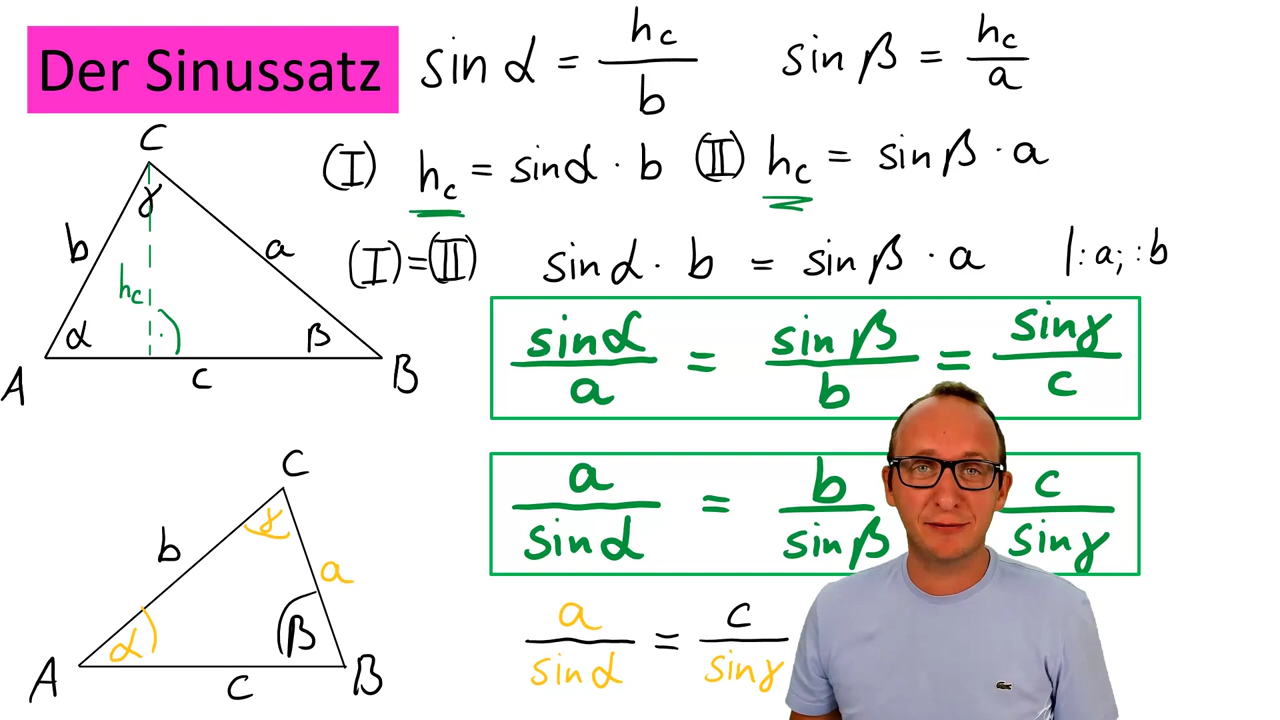 Der Sinussatz
sin α = h_c / b
sin β = h_c / a
(I) h_c = sin α · b
(II) h_c = sin β · a
(I)=(II) sin α · b = sin β · a |:a; :b
sin α / a = sin β / b = sin γ / c
a / sin α = b / sin β c / sin γ
a / sin α = c / sin γ
C
γ
b
a
h_c
α
β
A
c
B
C
γ
b
a
α
β
A
c
B